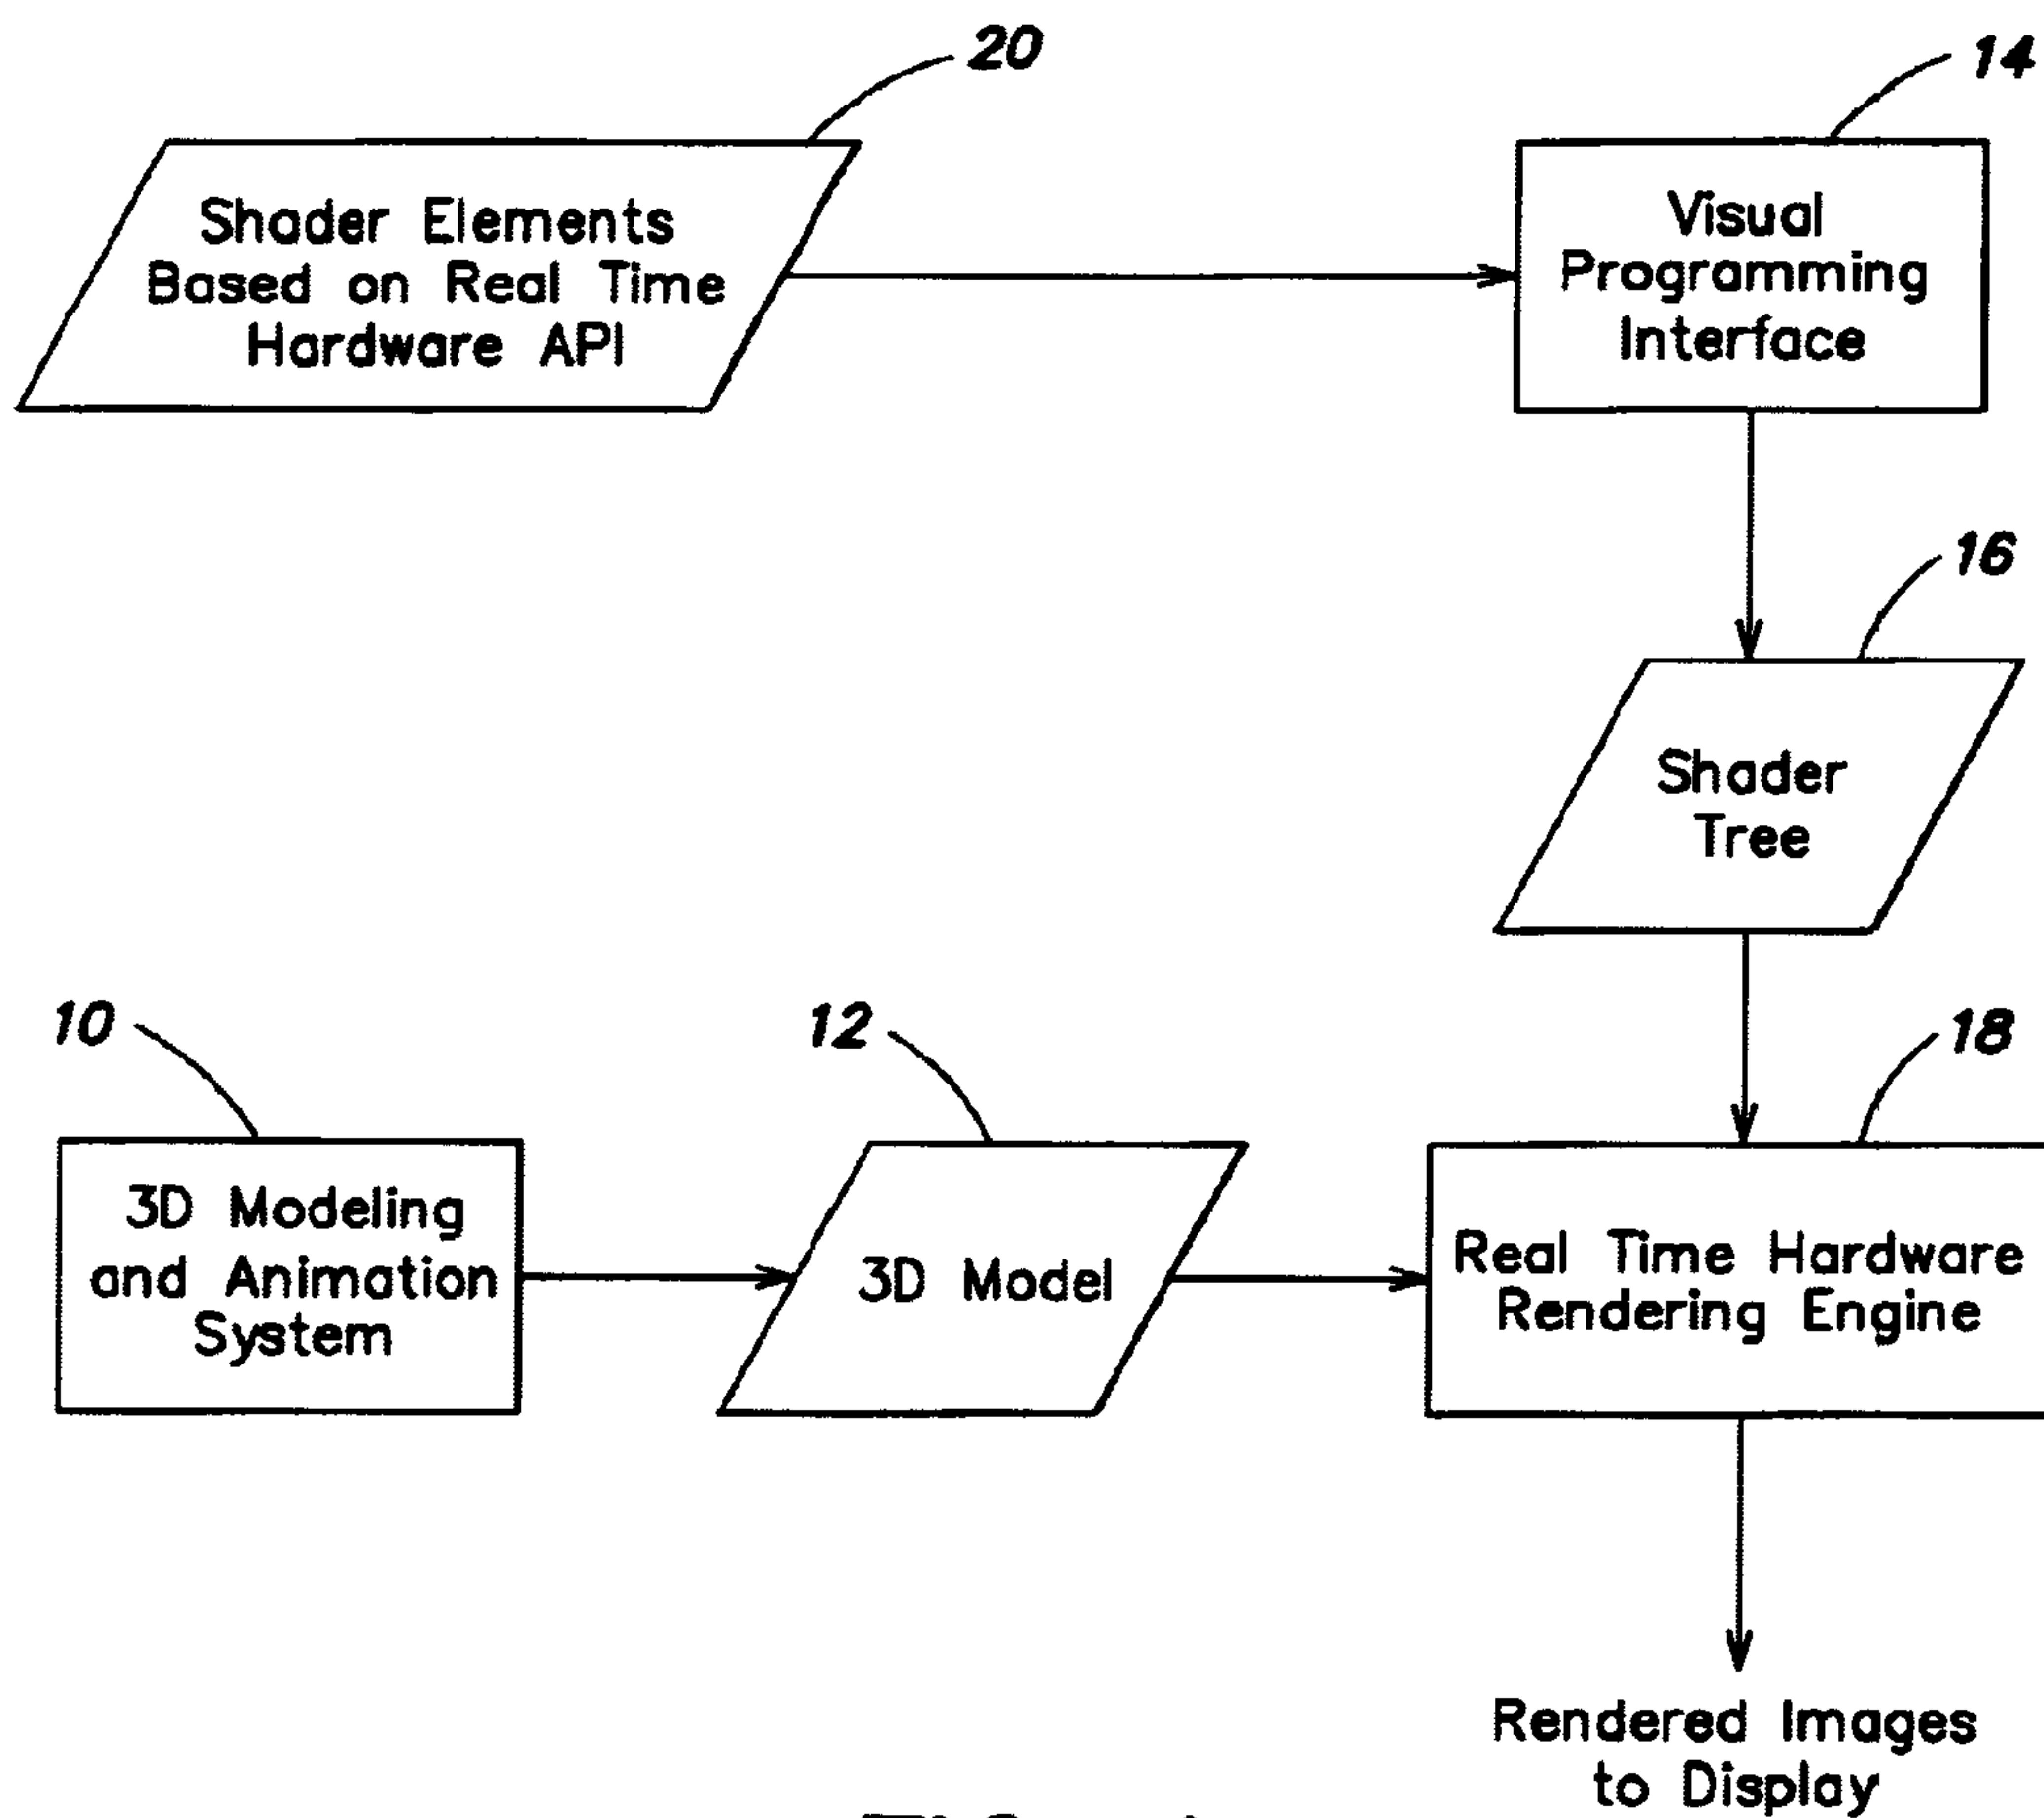 20
14
Shader Elements
Based on Real Time
Hardware API
Visual
Programming
Interface
16
Shader
Tree
10
12
18
3D Modeling
and Animation
System
3D Model
Real Time Hardware
Rendering Engine
Rendered Images
to Display